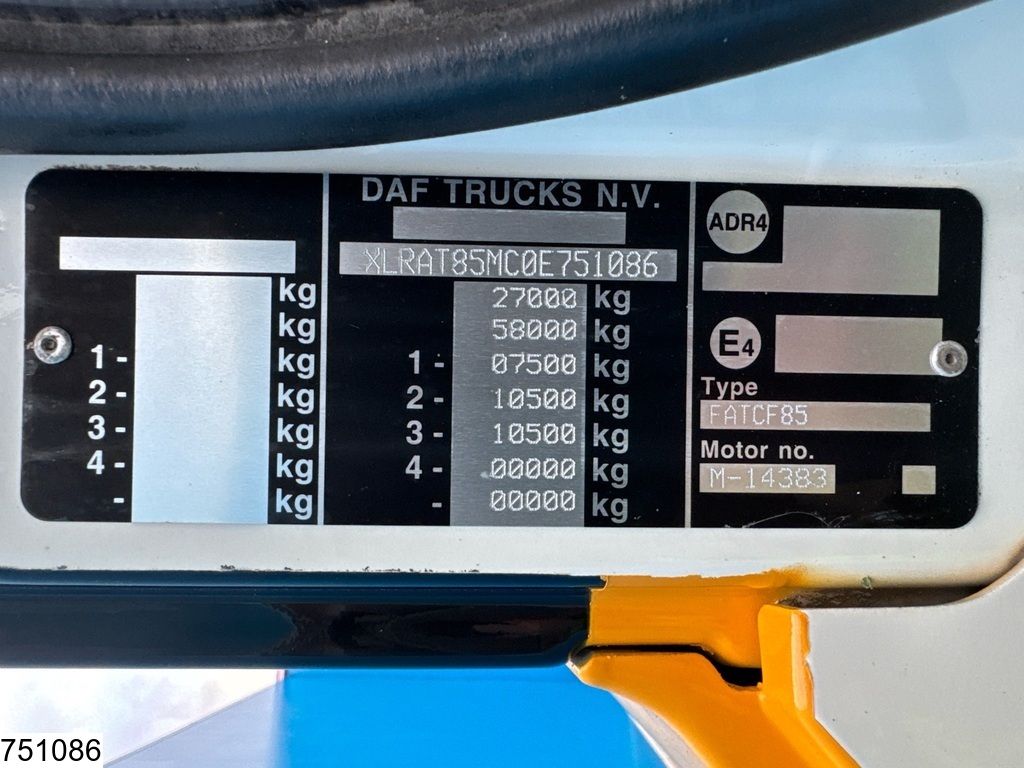 DAF TRUCKS N.V.
XLRAT85MC0E751086
kg
kg
1 - kg
2 - kg
3 - kg
4 - kg
- kg
27000 kg
58000 kg
1 - 07500 kg
2 - 10500 kg
3 - 10500 kg
4 - 00000 kg
- 00000 kg
ADR4
E4
Type
FATCF85
Motor no.
M-14383
751086